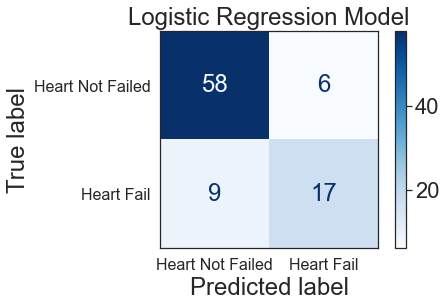 Logistic Regression Model
True label
Heart Not Failed
58
6
40
Heart Fail
9
17
20
Heart Not Failed
Heart Fail
Predicted label